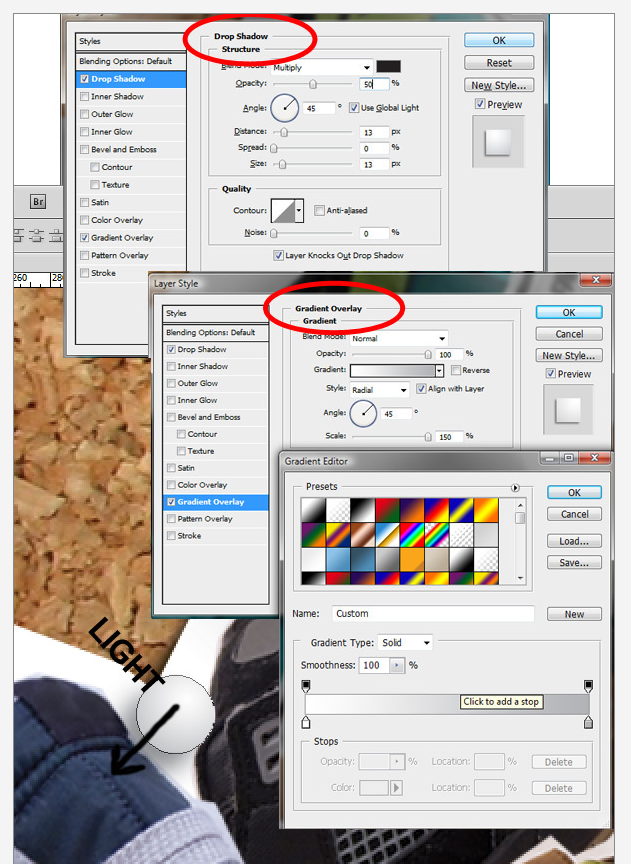 Styles
Blending Options: Default
Drop Shadow
Inner Shadow
Outer Glow
Inner Glow
Bevel and Emboss
Contour
Texture
Satin
Color Overlay
Gradient Overlay
Pattern Overlay
Stroke
Drop Shadow
Structure
Blend Mode: Multiply
Opacity: 50 %
Angle: 45 ° Use Global Light
Distance: 13 px
Spread: 0 %
Size: 13 px
Quality
Contour: Anti-aliased
Noise: 0 %
Layer Knocks Out Drop Shadow
OK
Reset
New Style...
Preview
Br
260 28
Layer Style
Styles
Blending Options: Default
Drop Shadow
Inner Shadow
Outer Glow
Inner Glow
Bevel and Emboss
Contour
Texture
Satin
Color Overlay
Gradient Overlay
Pattern Overlay
Stroke
Gradient Overlay
Gradient
Blend Mode: Normal
Opacity: 100 %
Gradient: Reverse
Style: Radial Align with Layer
Angle: 45 °
Scale: 150 %
OK
Cancel
New Style...
Preview
Gradient Editor
Presets
OK
Cancel
Load...
Save...
Name: Custom New
Gradient Type: Solid
Smoothness: 100 %
Click to add a stop
Stops
Opacity: % Location: % Delete
Color: Location: % Delete
LIGHT